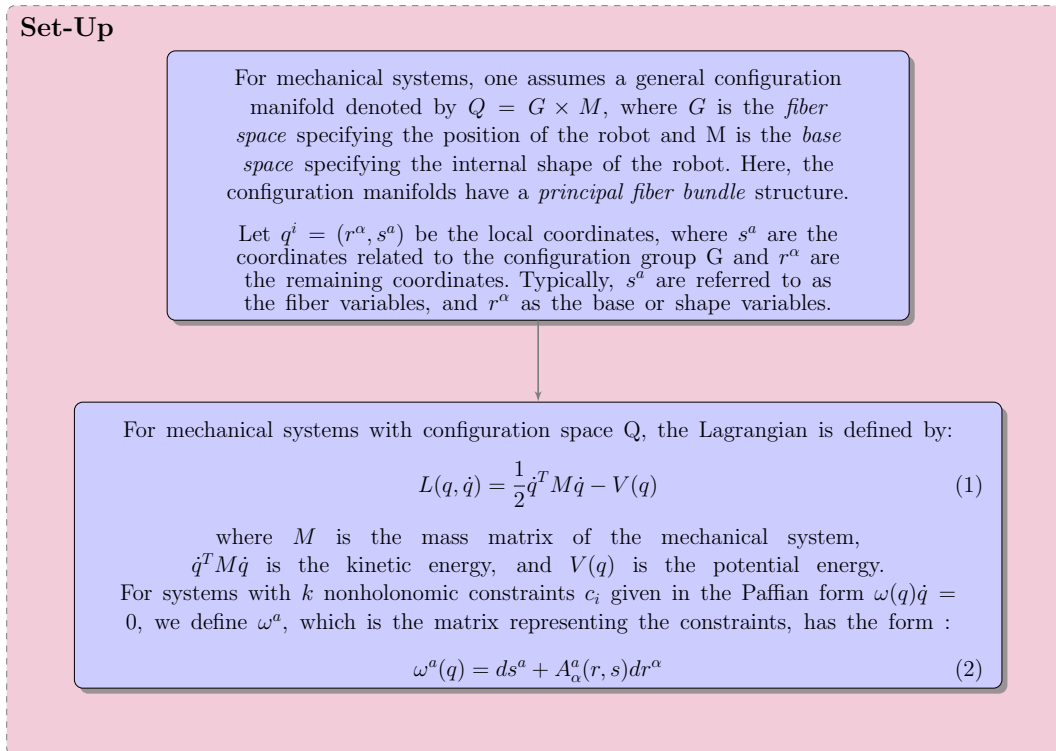 Set-Up
For mechanical systems, one assumes a general configuration
manifold denoted by Q = G × M, where G is the fiber
space specifying the position of the robot and M is the base
space specifying the internal shape of the robot. Here, the
configuration manifolds have a principal fiber bundle structure.
Let qⁱ = (r^α, s^a) be the local coordinates, where s^a are the
coordinates related to the configuration group G and r^α are
the remaining coordinates. Typically, s^a are referred to as
the fiber variables, and r^α as the base or shape variables.
For mechanical systems with configuration space Q, the Lagrangian is defined by:
L(q, q̇) = 1/2 q̇^T M q̇ − V(q) (1)
where M is the mass matrix of the mechanical system,
q̇^T M q̇ is the kinetic energy, and V(q) is the potential energy.
For systems with k nonholonomic constraints c_i given in the Paffian form ω(q)q̇ =
0, we define ω^a, which is the matrix representing the constraints, has the form :
ω^a(q) = ds^a + A^a_α(r, s)dr^α (2)